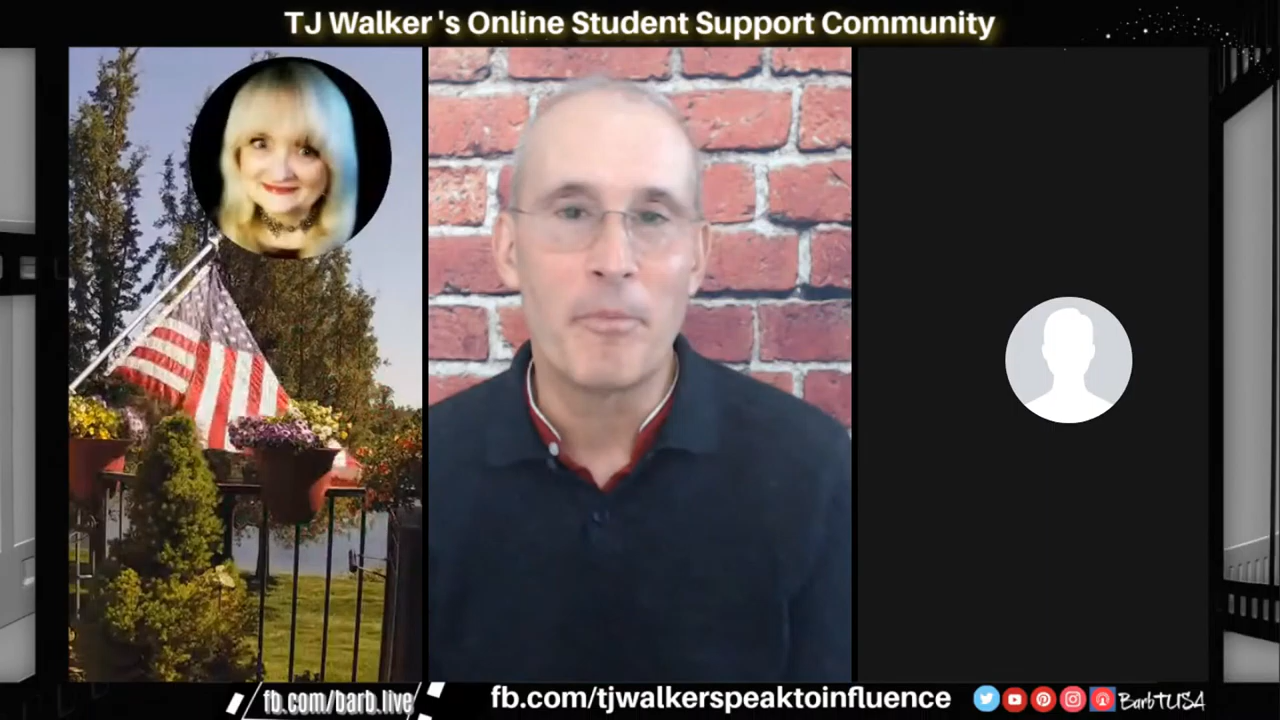 TJ Walker 's Online Student Support Community
fb.com/barb.live
fb.com/tjwalkerspeaktoinfluence
BarbTUSA